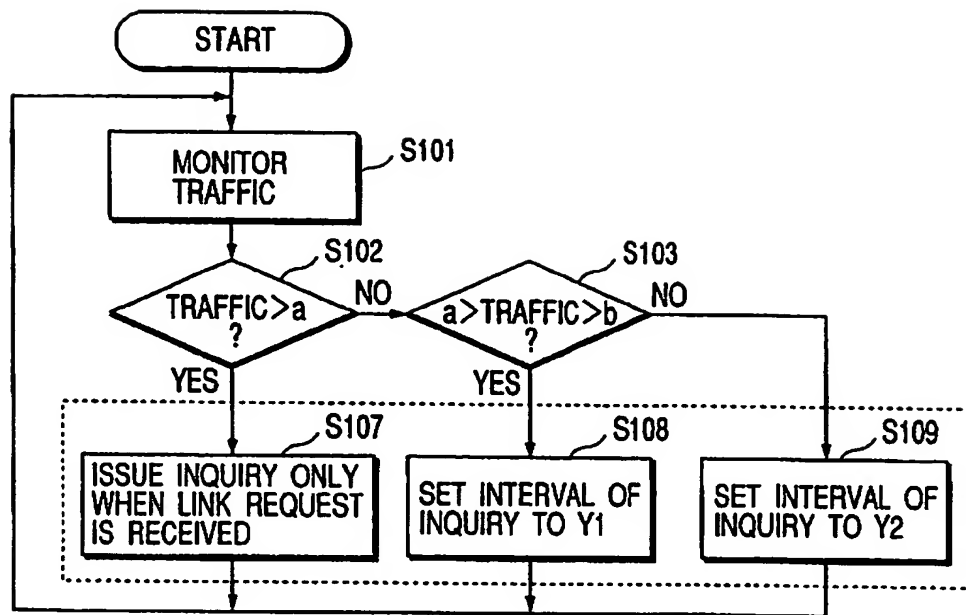 START
MONITOR
TRAFFIC
S101
S102
TRAFFIC>a
?
NO
YES
S103
a>TRAFFIC>b
?
NO
YES
S107
ISSUE INQUIRY ONLY
WHEN LINK REQUEST
IS RECEIVED
S108
SET INTERVAL OF
INQUIRY TO Y1
S109
SET INTERVAL OF
INQUIRY TO Y2